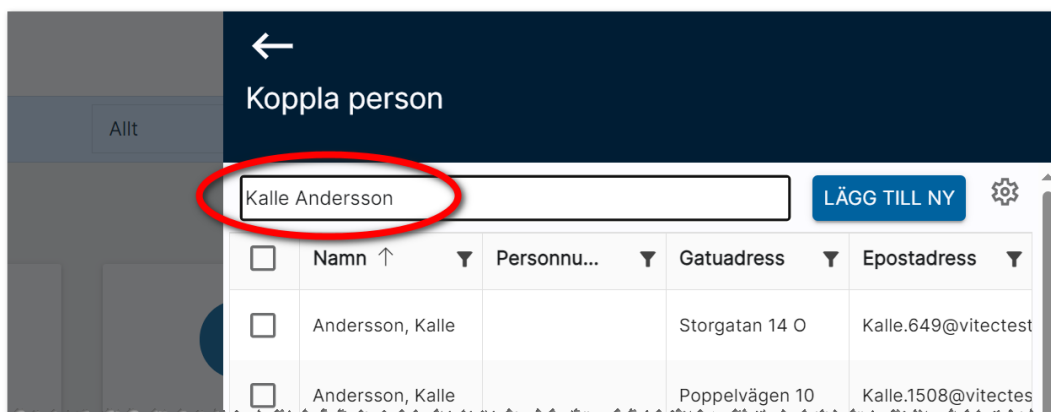 Koppla person
Allt
Kalle Andersson
LÄGG TILL NY
Namn ↑ Personnu... Gatuadress Epostadress
Andersson, Kalle Storgatan 14 O Kalle.649@vitectest
Andersson, Kalle Poppelvägen 10 Kalle.1508@vitectes